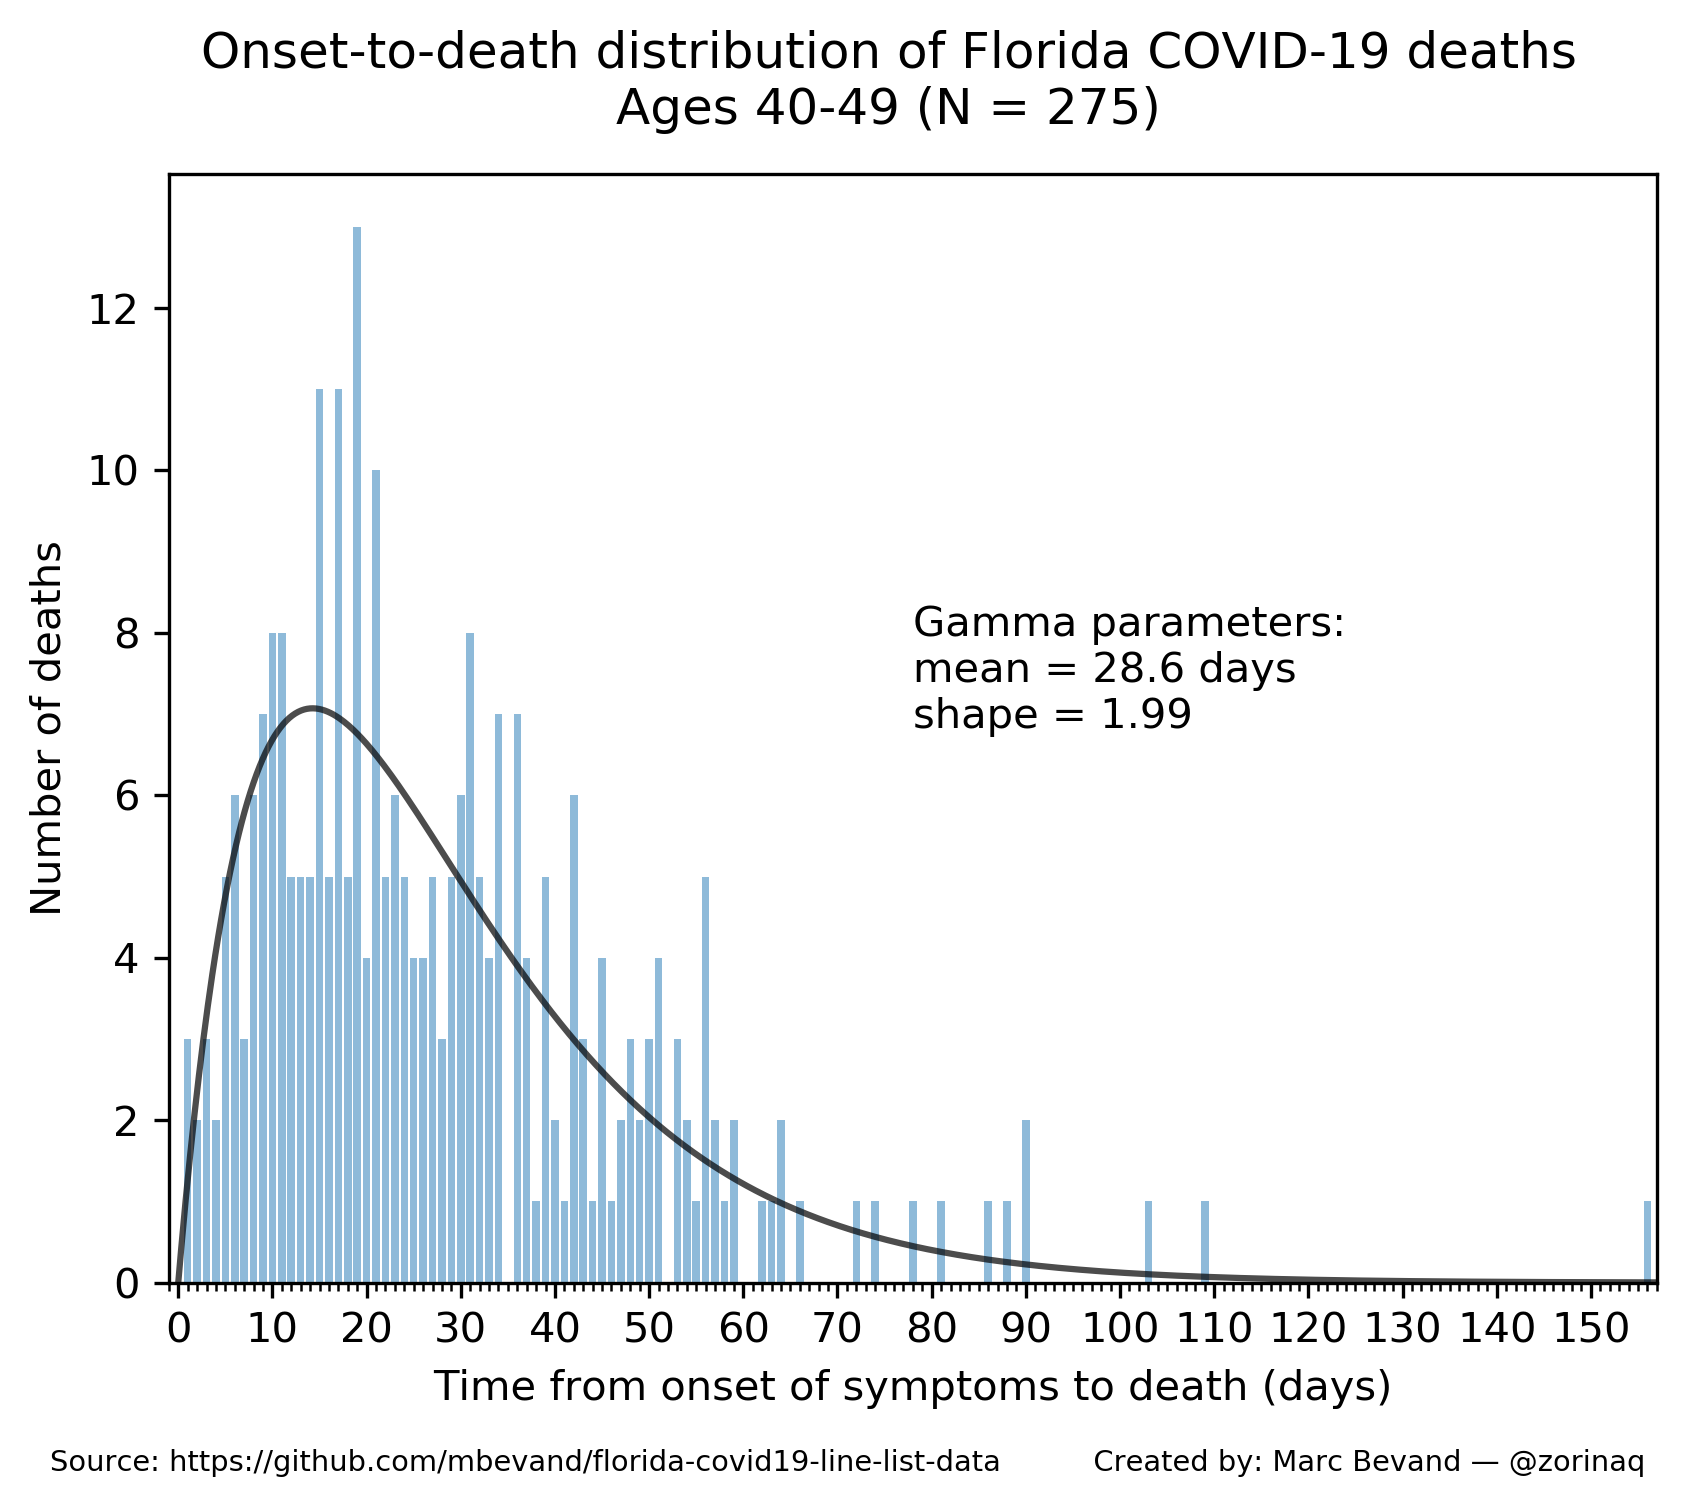 Onset-to-death distribution of Florida COVID-19 deaths
Ages 40-49 (N = 275)
Number of deaths
12
10
8
6
4
2
0
Gamma parameters:
mean = 28.6 days
shape = 1.99
0 10 20 30 40 50 60 70 80 90 100 110 120 130 140 150
Time from onset of symptoms to death (days)
Source: https://github.com/mbevand/florida-covid19-line-list-data Created by: Marc Bevand — @zorinaq